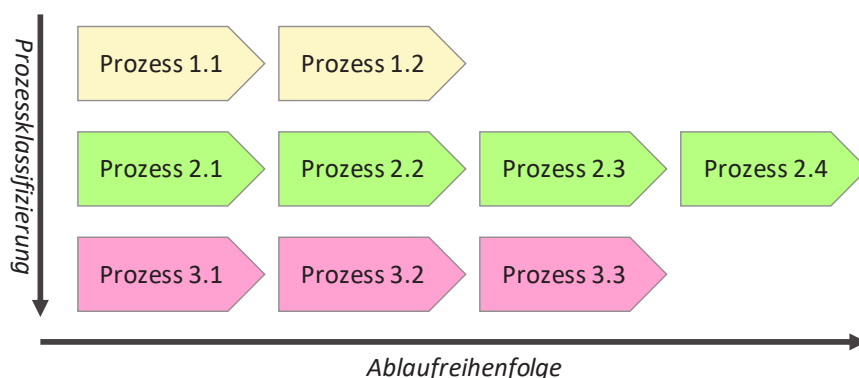 Prozessklassifizierung
Prozess 1.1
Prozess 1.2
Prozess 2.1
Prozess 2.2
Prozess 2.3
Prozess 2.4
Prozess 3.1
Prozess 3.2
Prozess 3.3
Ablaufreihenfolge